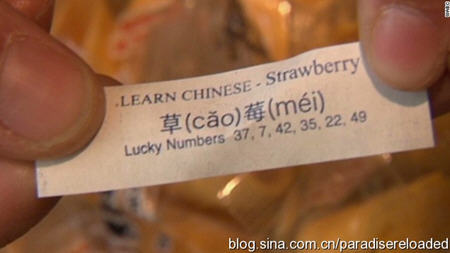 LEARN CHINESE - Strawberry
草(cǎo)莓(méi)
Lucky Numbers 37, 7, 42, 35, 22, 49
blog.sina.com.cn/paradisereloaded